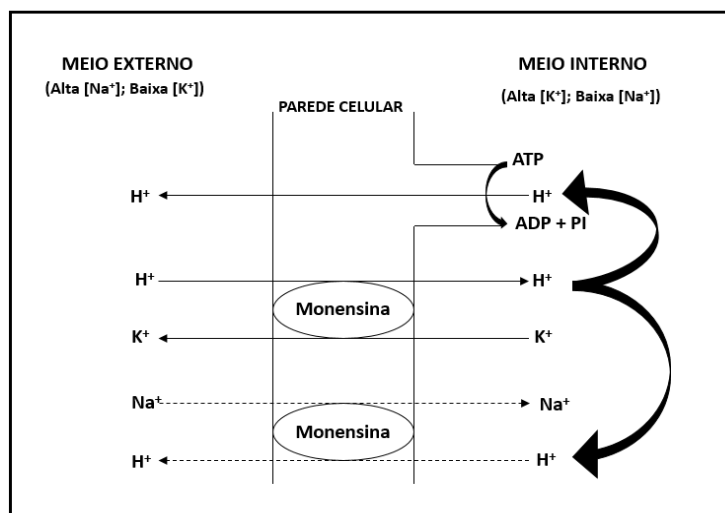 MEIO EXTERNO
(Alta [Na⁺]; Baixa [K⁺])
PAREDE CELULAR
MEIO INTERNO
(Alta [K⁺]; Baixa [Na⁺])
ATP
H⁺
H⁺
ADP + PI
H⁺
H⁺
Monensina
K⁺
K⁺
Na⁺
Na⁺
Monensina
H⁺
H⁺